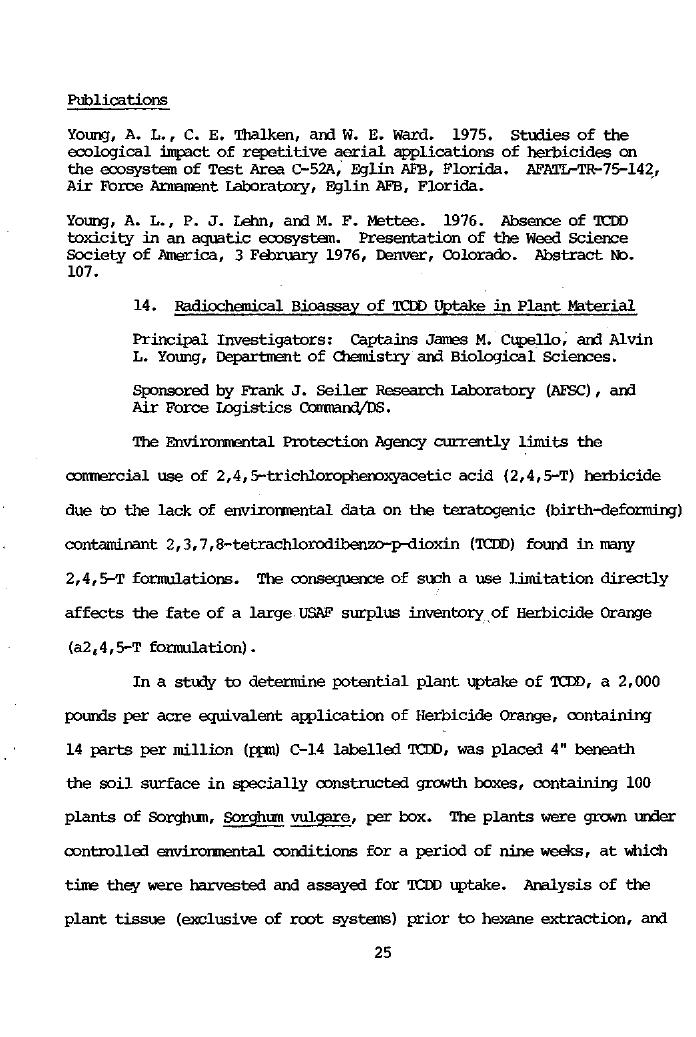 Publications
Young, A. L., C. E. Thalken, and W. E. Ward. 1975. Studies of the
ecological impact of repetitive aerial applications of herbicides on
the ecosystem of Test Area C-52A, Eglin AFB, Florida. AFATL-TR-75-142,
Air Force Armament Laboratory, Eglin AFB, Florida.
Young, A. L., P. J. Lehn, and M. F. Mettee. 1976. Absence of TCDD
toxicity in an aquatic ecosystem. Presentation of the Weed Science
Society of America, 3 February 1976, Denver, Colorado. Abstract No.
107.
14. Radiochemical Bioassay of TCDD Uptake in Plant Material
Principal Investigators: Captains James M. Cupello, and Alvin
L. Young, Department of Chemistry and Biological Sciences.
Sponsored by Frank J. Seiler Research Laboratory (AFSC), and
Air Force Logistics Command/DS.
The Environmental Protection Agency currently limits the
commercial use of 2,4,5-trichlorophenoxyacetic acid (2,4,5-T) herbicide
due to the lack of environmental data on the teratogenic (birth-deforming)
contaminant 2,3,7,8-tetrachlorodibenzo-p-dioxin (TCDD) found in many
2,4,5-T formulations. The consequence of such a use limitation directly
affects the fate of a large USAF surplus inventory of Herbicide Orange
(a2,4,5-T formulation).
In a study to determine potential plant uptake of TCDD, a 2,000
pounds per acre equivalent application of Herbicide Orange, containing
14 parts per million (ppm) C-14 labelled TCDD, was placed 4" beneath
the soil surface in specially constructed growth boxes, containing 100
plants of Sorghum, Sorghum vulgare, per box. The plants were grown under
controlled environmental conditions for a period of nine weeks, at which
time they were harvested and assayed for TCDD uptake. Analysis of the
plant tissue (exclusive of root systems) prior to hexane extraction, and
25